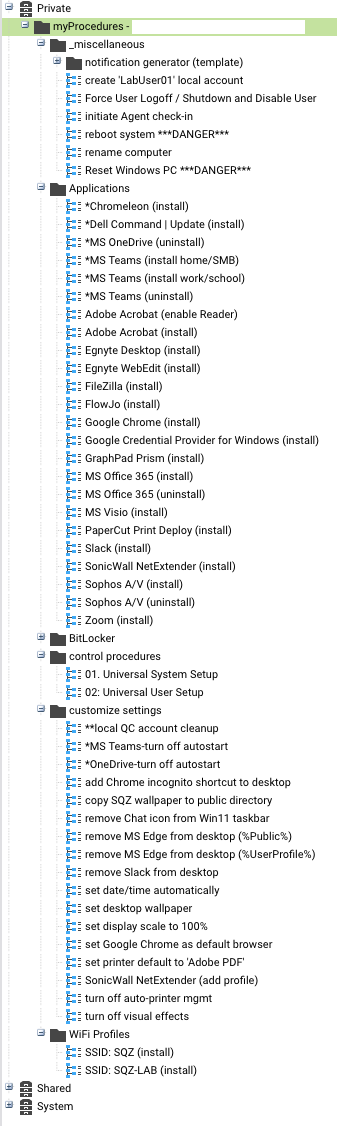 Private
myProcedures -
_miscellaneous
notification generator (template)
create 'LabUser01' local account
Force User Logoff / Shutdown and Disable User
initiate Agent check-in
reboot system ***DANGER***
rename computer
Reset Windows PC ***DANGER***
Applications
*Chromeleon (install)
*Dell Command | Update (install)
*MS OneDrive (uninstall)
*MS Teams (install home/SMB)
*MS Teams (install work/school)
*MS Teams (uninstall)
Adobe Acrobat (enable Reader)
Adobe Acrobat (install)
Egnyte Desktop (install)
Egnyte WebEdit (install)
FileZilla (install)
FlowJo (install)
Google Chrome (install)
Google Credential Provider for Windows (install)
GraphPad Prism (install)
MS Office 365 (install)
MS Office 365 (uninstall)
MS Visio (install)
PaperCut Print Deploy (install)
Slack (install)
SonicWall NetExtender (install)
Sophos A/V (install)
Sophos A/V (uninstall)
Zoom (install)
BitLocker
control procedures
01. Universal System Setup
02: Universal User Setup
customize settings
**local QC account cleanup
*MS Teams-turn off autostart
*OneDrive-turn off autostart
add Chrome incognito shortcut to desktop
copy SQZ wallpaper to public directory
remove Chat icon from Win11 taskbar
remove MS Edge from desktop (%Public%)
remove MS Edge from desktop (%UserProfile%)
remove Slack from desktop
set date/time automatically
set desktop wallpaper
set display scale to 100%
set Google Chrome as default browser
set printer default to 'Adobe PDF'
SonicWall NetExtender (add profile)
turn off auto-printer mgmt
turn off visual effects
WiFi Profiles
SSID: SQZ (install)
SSID: SQZ-LAB (install)
Shared
System